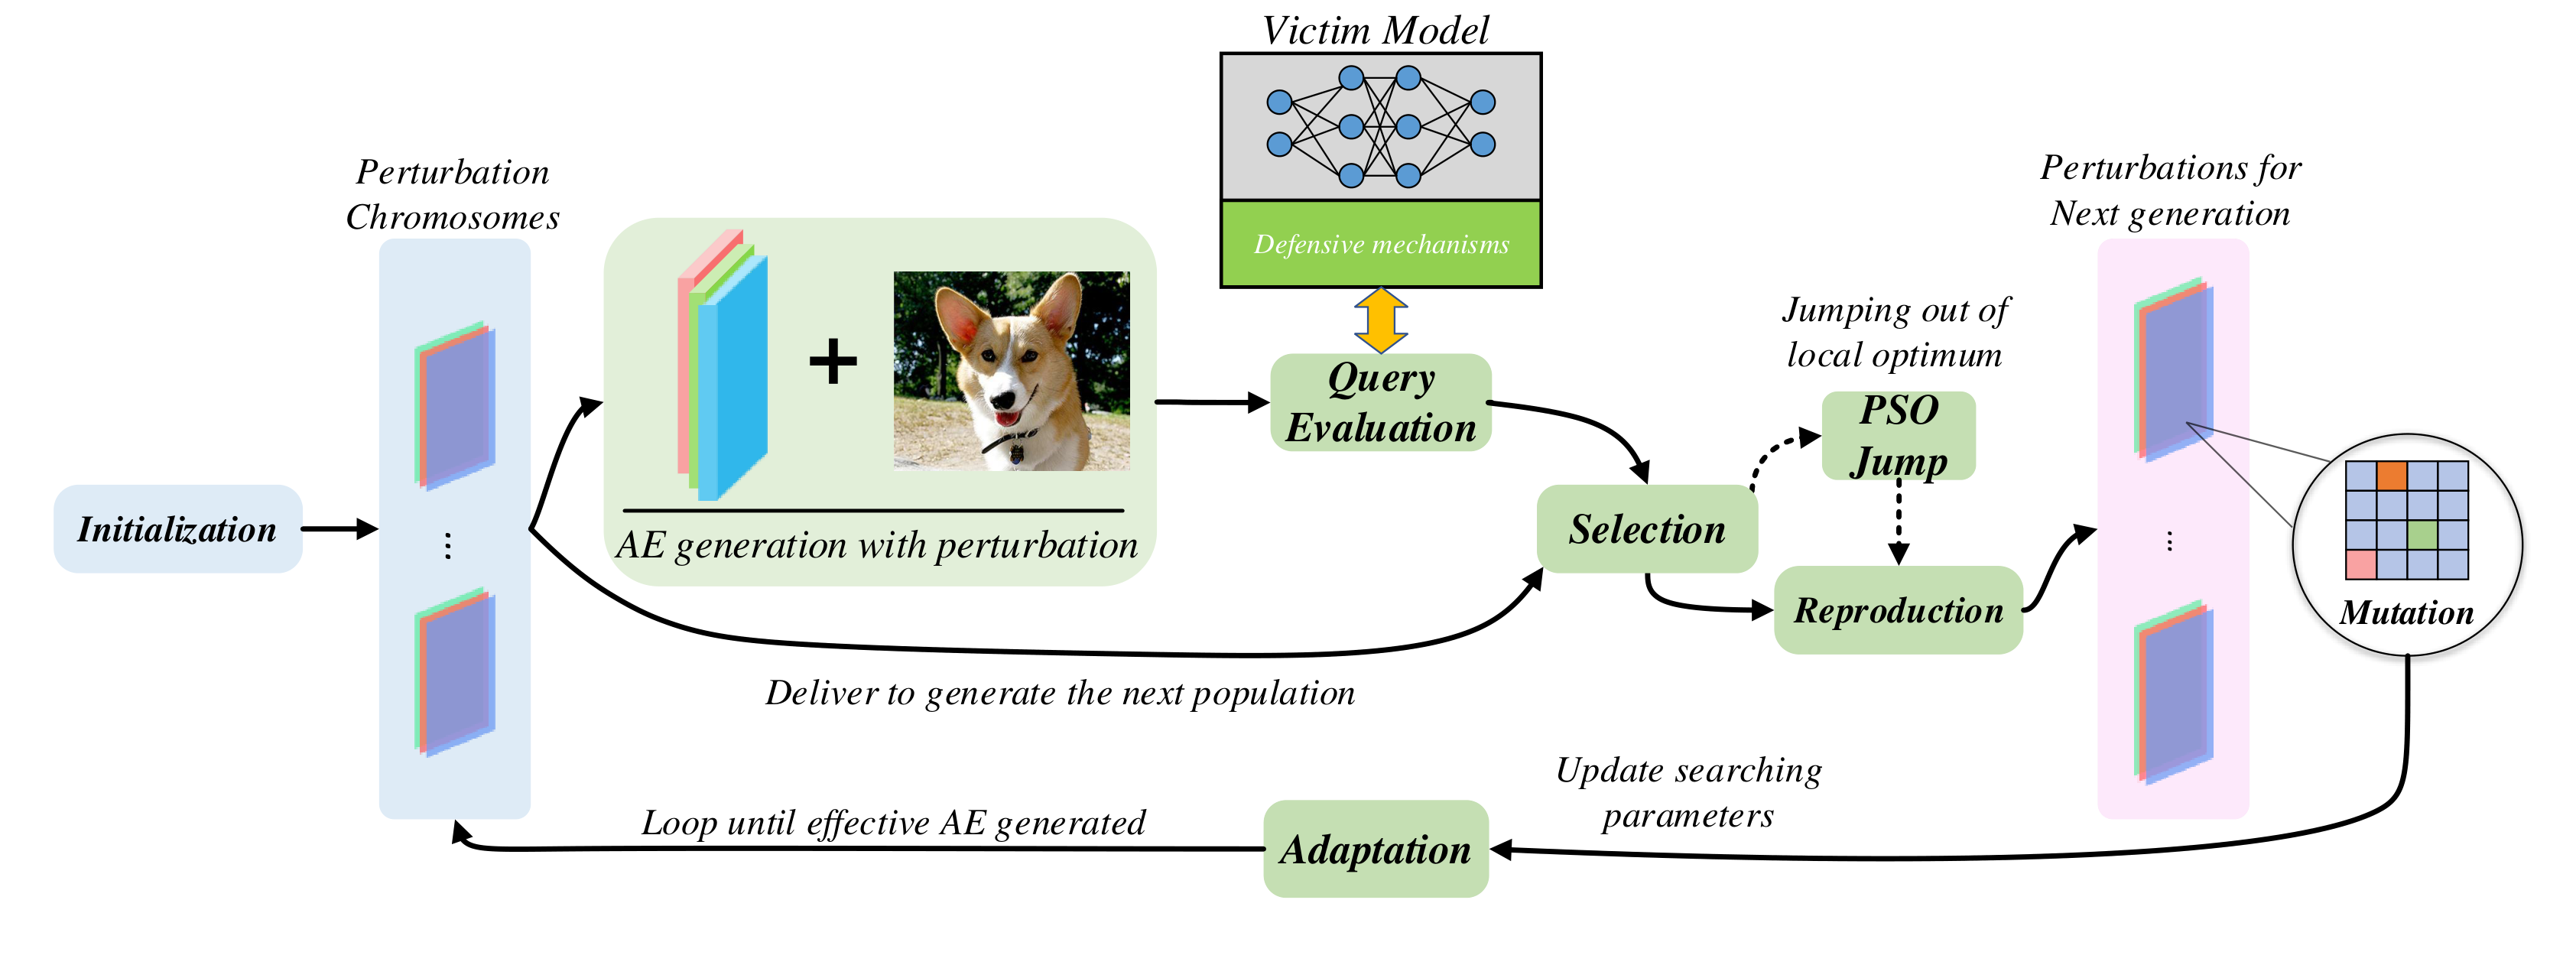 Victim Model
Defensive mechanisms
Perturbation
Chromosomes
Perturbations for
Next generation
Jumping out of
local optimum
Query
Evaluation
PSO
Jump
Initialization
AE generation with perturbation
Selection
Reproduction
Mutation
Deliver to generate the next population
Update searching
parameters
Loop until effective AE generated
Adaptation